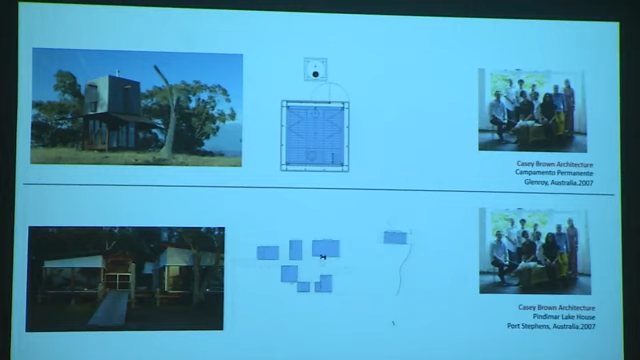 Casey Brown Architecture
Campamento Permanente
Glenroy, Australia.2007
Casey Brown Architecture
Pindimar Lake House
Port Stephens, Australia.2007